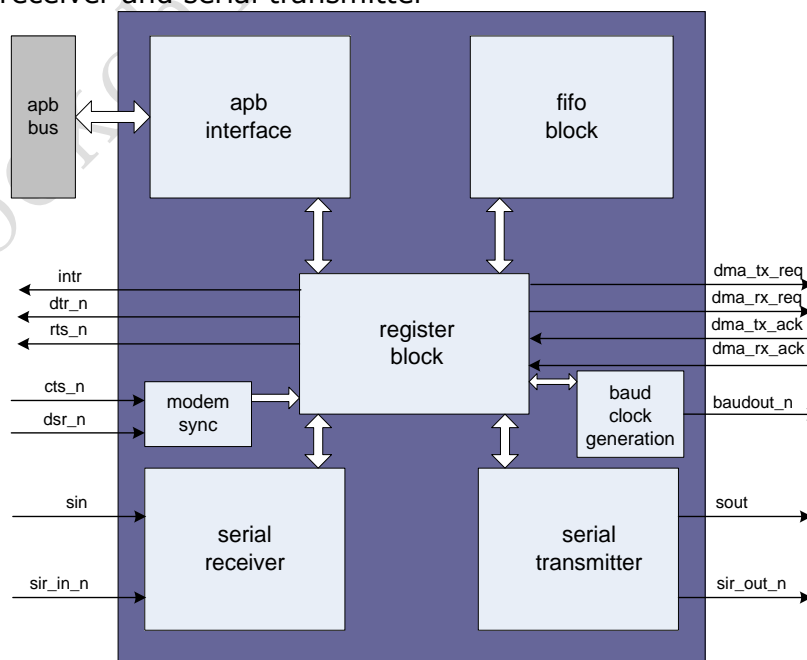 receiver and serial transmitter
apb
bus
apb
interface
fifo
block
intr
dtr_n
rts_n
register
block
dma_tx_req
dma_rx_req
dma_tx_ack
dma_rx_ack
cts_n
dsr_n
modem
sync
baud
clock
generation
baudout_n
sin
sir_in_n
serial
receiver
serial
transmitter
sout
sir_out_n